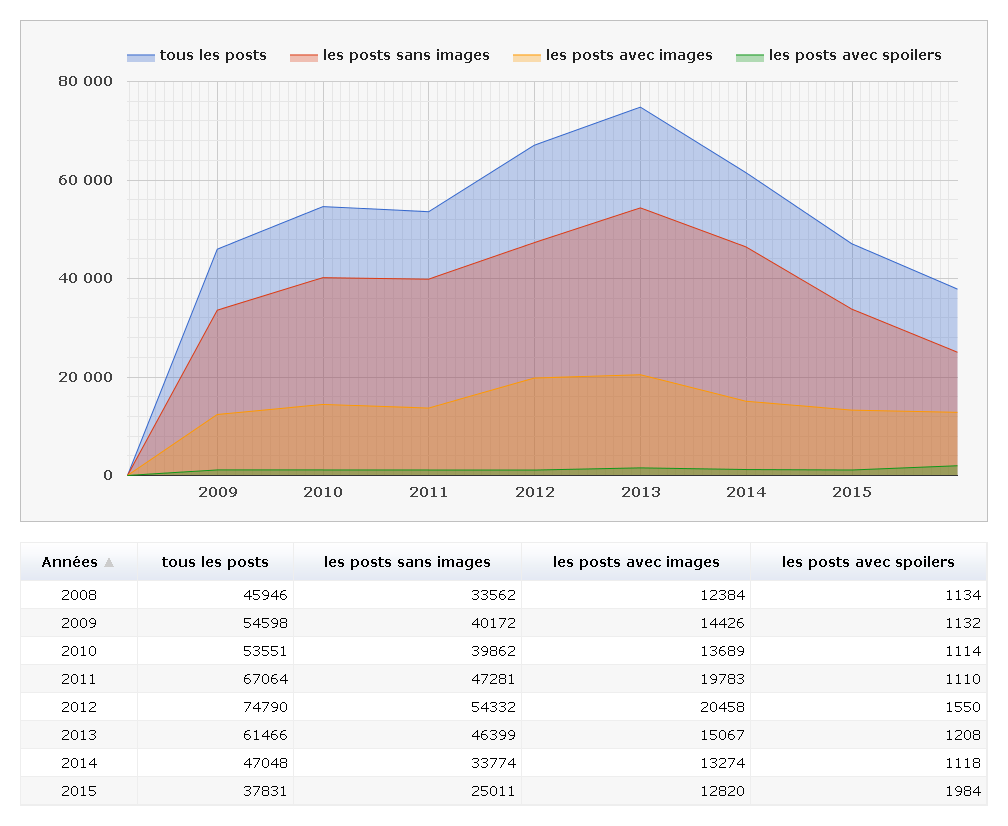 tous les posts les posts sans images les posts avec images les posts avec spoilers
80 000
60 000
40 000
20 000
0
2009 2010 2011 2012 2013 2014 2015
Années tous les posts les posts sans images les posts avec images les posts avec spoilers
2008 45946 33562 12384 1134
2009 54598 40172 14426 1132
2010 53551 39862 13689 1114
2011 67064 47281 19783 1110
2012 74790 54332 20458 1550
2013 61466 46399 15067 1208
2014 47048 33774 13274 1118
2015 37831 25011 12820 1984